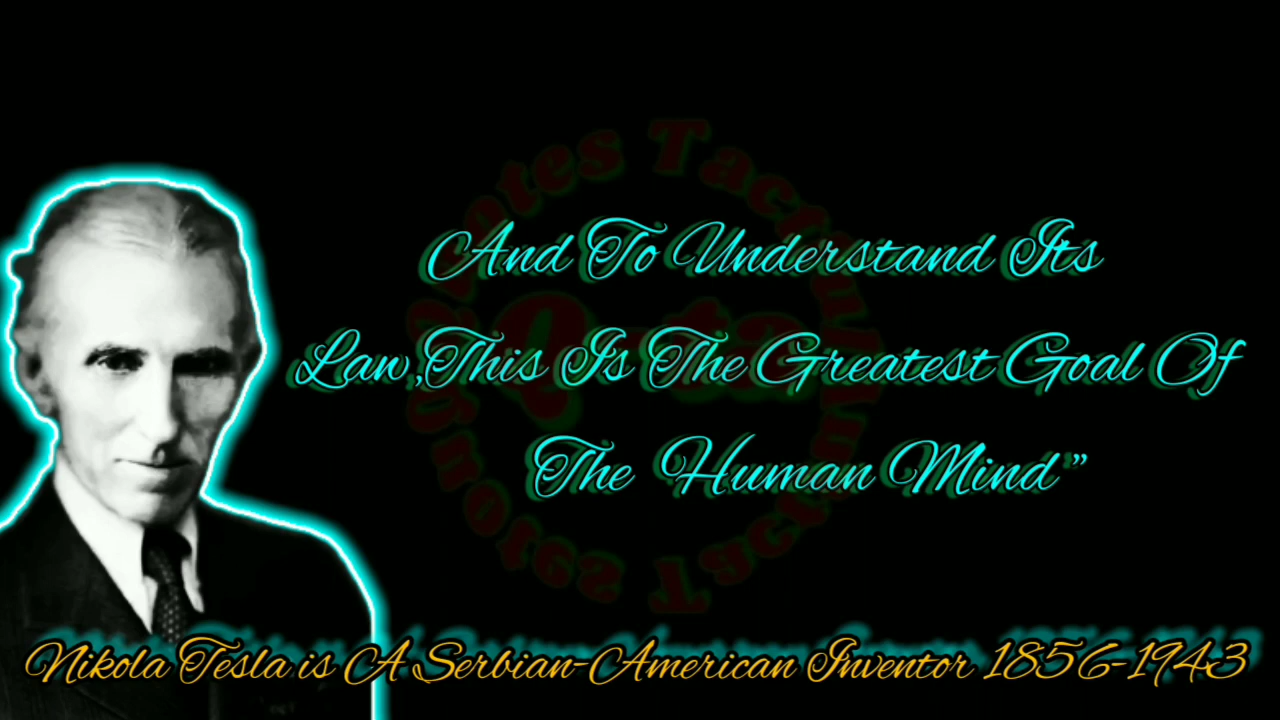 And To Understand Its
Law,This Is The Greatest Goal Of
The Human Mind”
Nikola Tesla is A Serbian-American Inventor 1856-1943